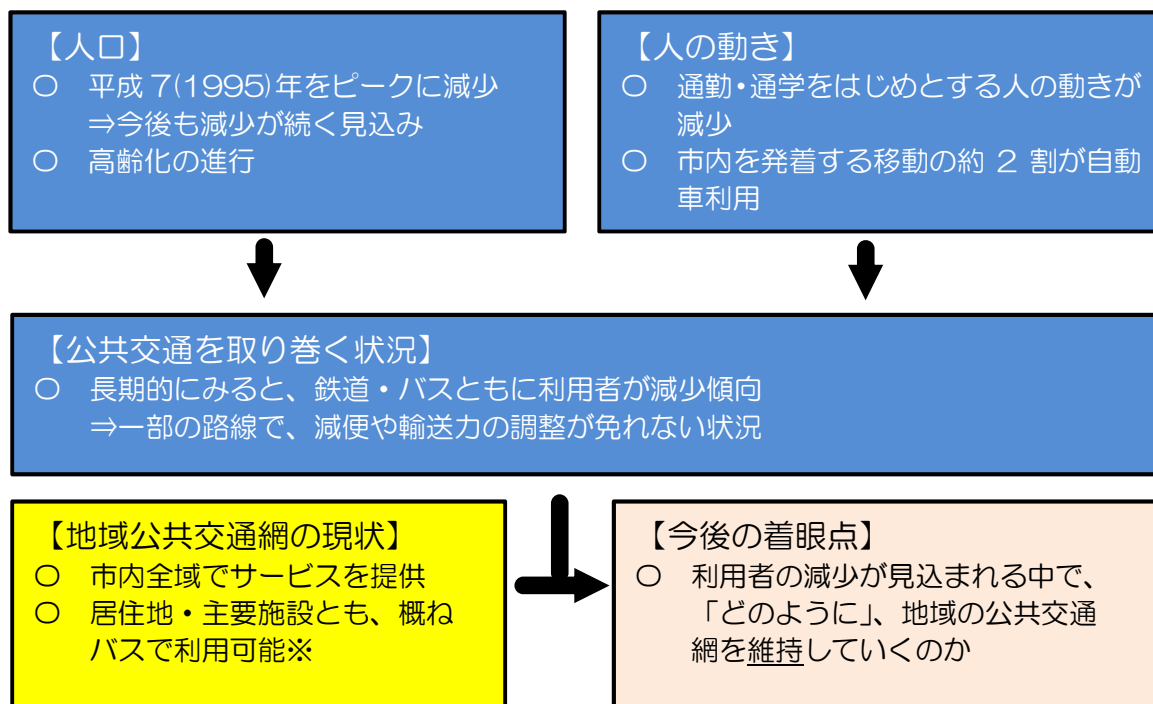 【人口】
○ 平成7(1995)年をピークに減少
⇒今後も減少が続く見込み
○ 高齢化の進行
【人の動き】
○ 通勤・通学をはじめとする人の動きが
減少
○ 市内を発着する移動の約 2 割が自動
車利用
【公共交通を取り巻く状況】
○ 長期的にみると、鉄道・バスともに利用者が減少傾向
⇒一部の路線で、減便や輸送力の調整が免れない状況
【地域公共交通網の現状】
○ 市内全域でサービスを提供
○ 居住地・主要施設とも、概ね
バスで利用可能※
【今後の着眼点】
○ 利用者の減少が見込まれる中で、
「どのように」、地域の公共交通
網を維持していくのか